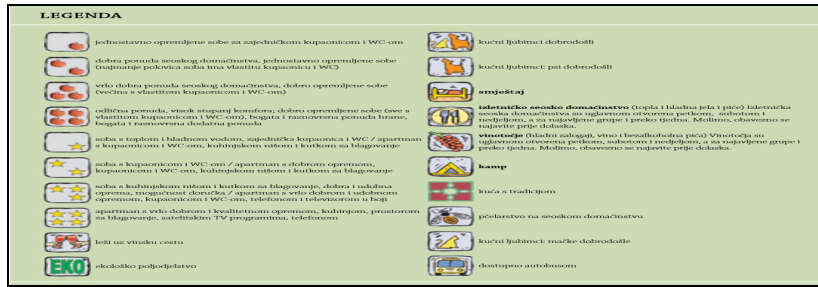 LEGENDA
jednostavno opremljene sobe za zajedničkom kupaonicom i WC-om
dobra ponuda seoskog domaćinstva, jednostavno opremljene sobe
(najmanje polovica soba ima vlastitu kupaonicu i WC)
vrlo dobra ponuda seoskog domaćinstva, dobro opremljene sobe
(većina s vlastitom kupaonicom i WC-om)
odlična ponuda, visok stupanj komfora; dobro opremljene sobe (sve s
vlastitom kupaonicom i WC-om), bogata i raznovrsna ponuda hrane,
bogata i raznovrsna dodatna ponuda
soba s toplom i hladnom vodom, zajednička kupaonica i WC / apartman
s kupaonicom i WC-om, kuhinjskim nišom i kutkom za blagovanje
soba s kupaonicom i WC-om / apartman s dobrom opremom,
kupaonicom i WC-om, kuhinjskom nišom i kutkom za blagovanje
soba s kuhinjskom nišom i kutkom za blagovanje, dobra i udobna
oprema, mogućnost doručka / apartman s vrlo dobrom i udobnom
opremom, kupaonicom i WC-om, telefonom i televizorom u boji
apartman s vrlo dobrom i kvalitetnom opremom, kuhinjom, prostorom
za blagovanje, satelitskim TV programima, telefonom
leži uz vinsku cestu
EKO
ekološko poljodjelstvo
kućni ljubimci dobrodošli
kućni ljubimci: psi dobrodošli
smještaj
izletničko seosko domaćinstvo (topla i hladna jela i piće) Izletnička
seoska domaćinstva su uglavnom otvorena petkom, subotom i
nedjeljom, a za najavljene grupe i preko tjedna. Molimo, obavezno se
najavite prije dolaska.
vinotočje (hladni zalogaji, vino i bezalkoholna pića) Vinotočja su
uglavnom otvorena petkom, subotom i nedjeljom, a za najavljene grupe i
preko tjedna. Molimo, obavezno se najavite prije dolaska.
kamp
kuća s tradicijom
pčelarstvo na seoskom domaćinstvu
kućni ljubimci: mačke dobrodošle
dostupno autobusom